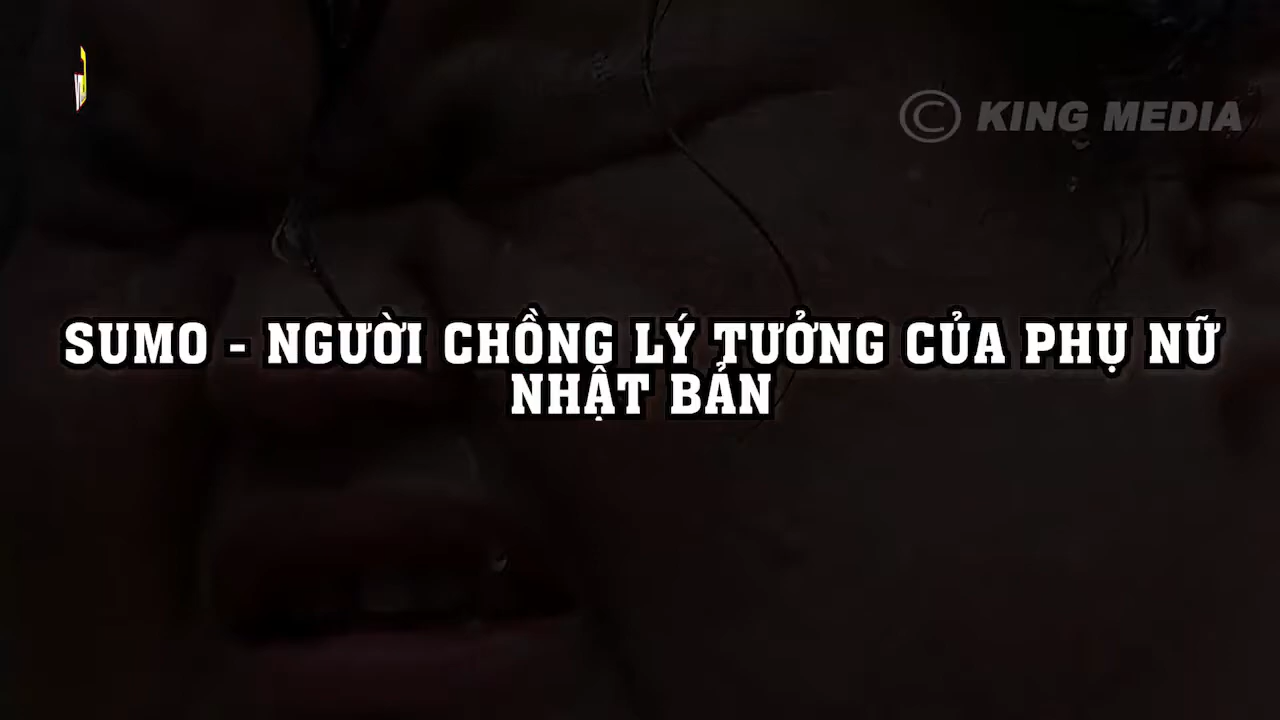 © KING MEDIA
SUMO - NGƯỜI CHỒNG LÝ TƯỞNG CỦA PHỤ NỮ
NHẬT BẢN